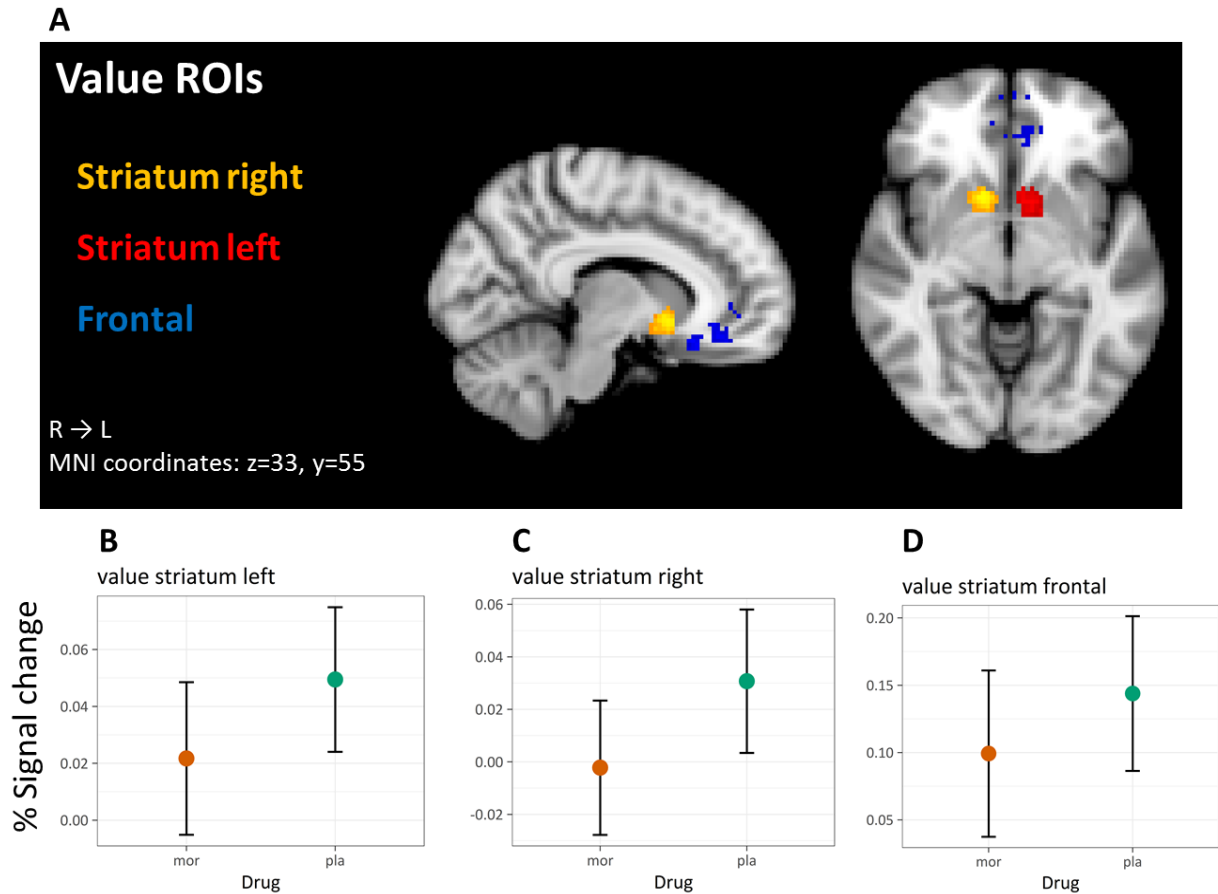 A
Value ROIs
Striatum right
Striatum left
Frontal
R → L
MNI coordinates: z=33, y=55
B
value striatum left
% Signal change
0.06
0.04
0.02
0.00
mor
pla
Drug
C
value striatum right
0.06
0.04
0.02
0.00
-0.02
mor
pla
Drug
D
value striatum frontal
0.20
0.15
0.10
0.05
mor
pla
Drug